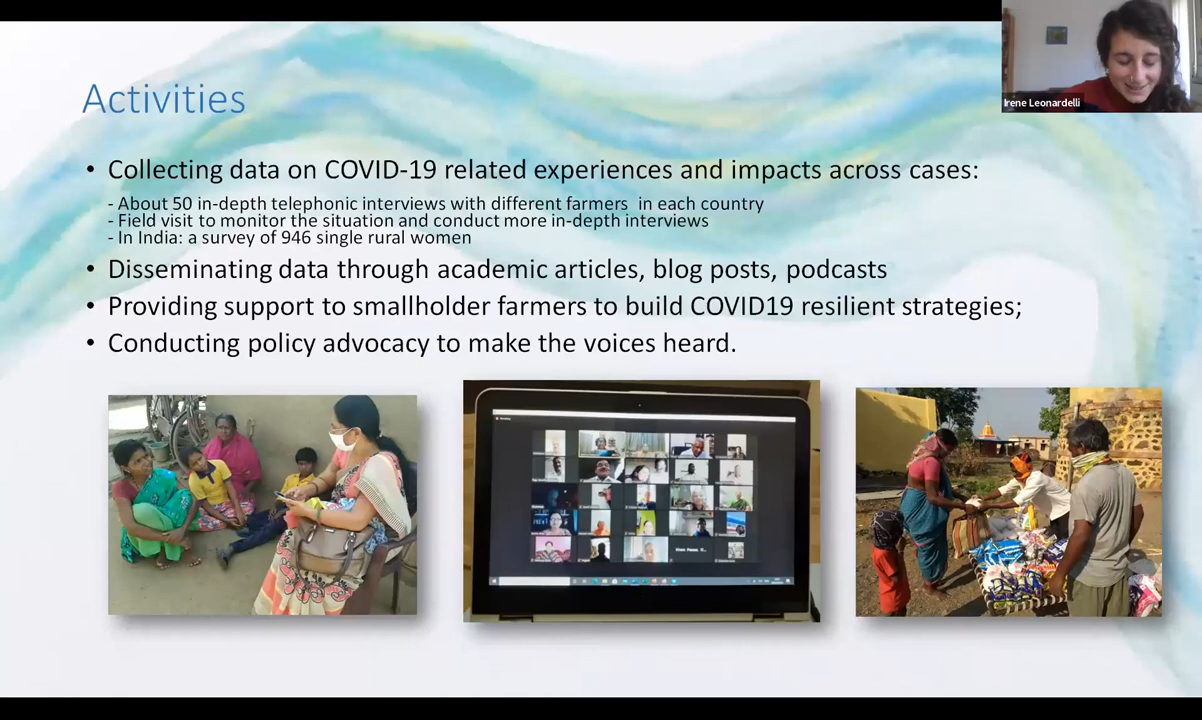 Irene Leonardelli
Activities
• Collecting data on COVID-19 related experiences and impacts across cases:
- About 50 in-depth telephonic interviews with different farmers in each country
- Field visit to monitor the situation and conduct more in-depth interviews
- In India: a survey of 946 single rural women
• Disseminating data through academic articles, blog posts, podcasts
• Providing support to smallholder farmers to build COVID19 resilient strategies;
• Conducting policy advocacy to make the voices heard.